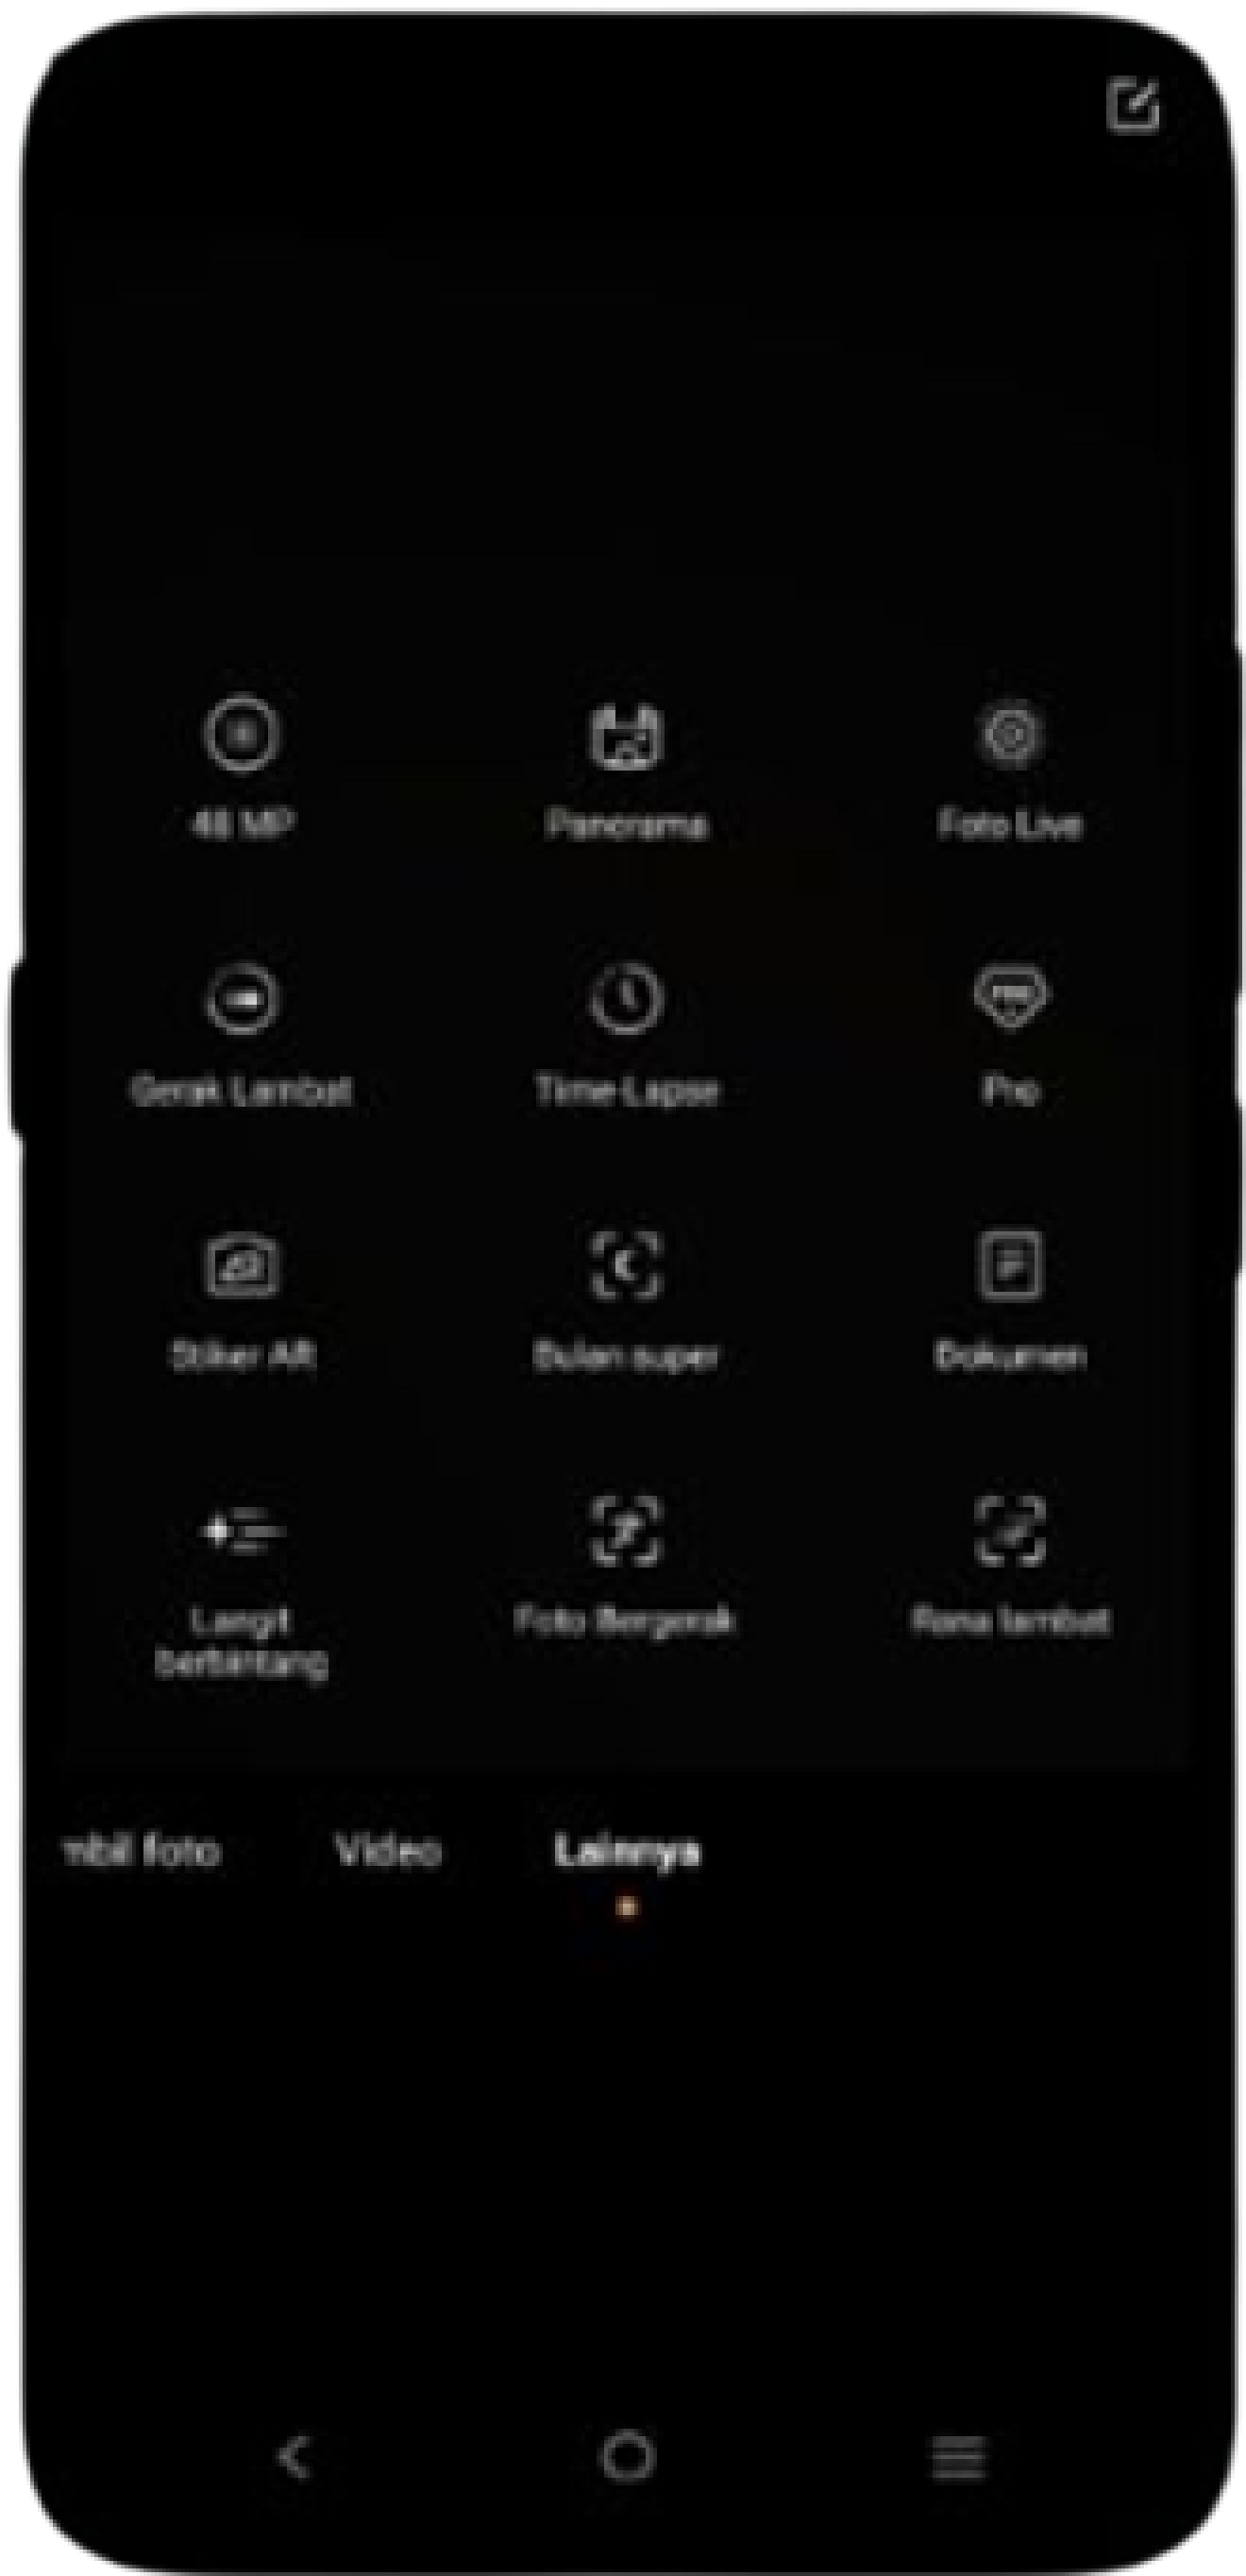 48 MP
Panorama
Foto Live
Gerak Lambat
Time-Lapse
Pro
Stiker AR
Bulan super
Dokumen
Langit
berbintang
Foto Bergerak
Rana lambat
mbil foto
Video
Lainnya